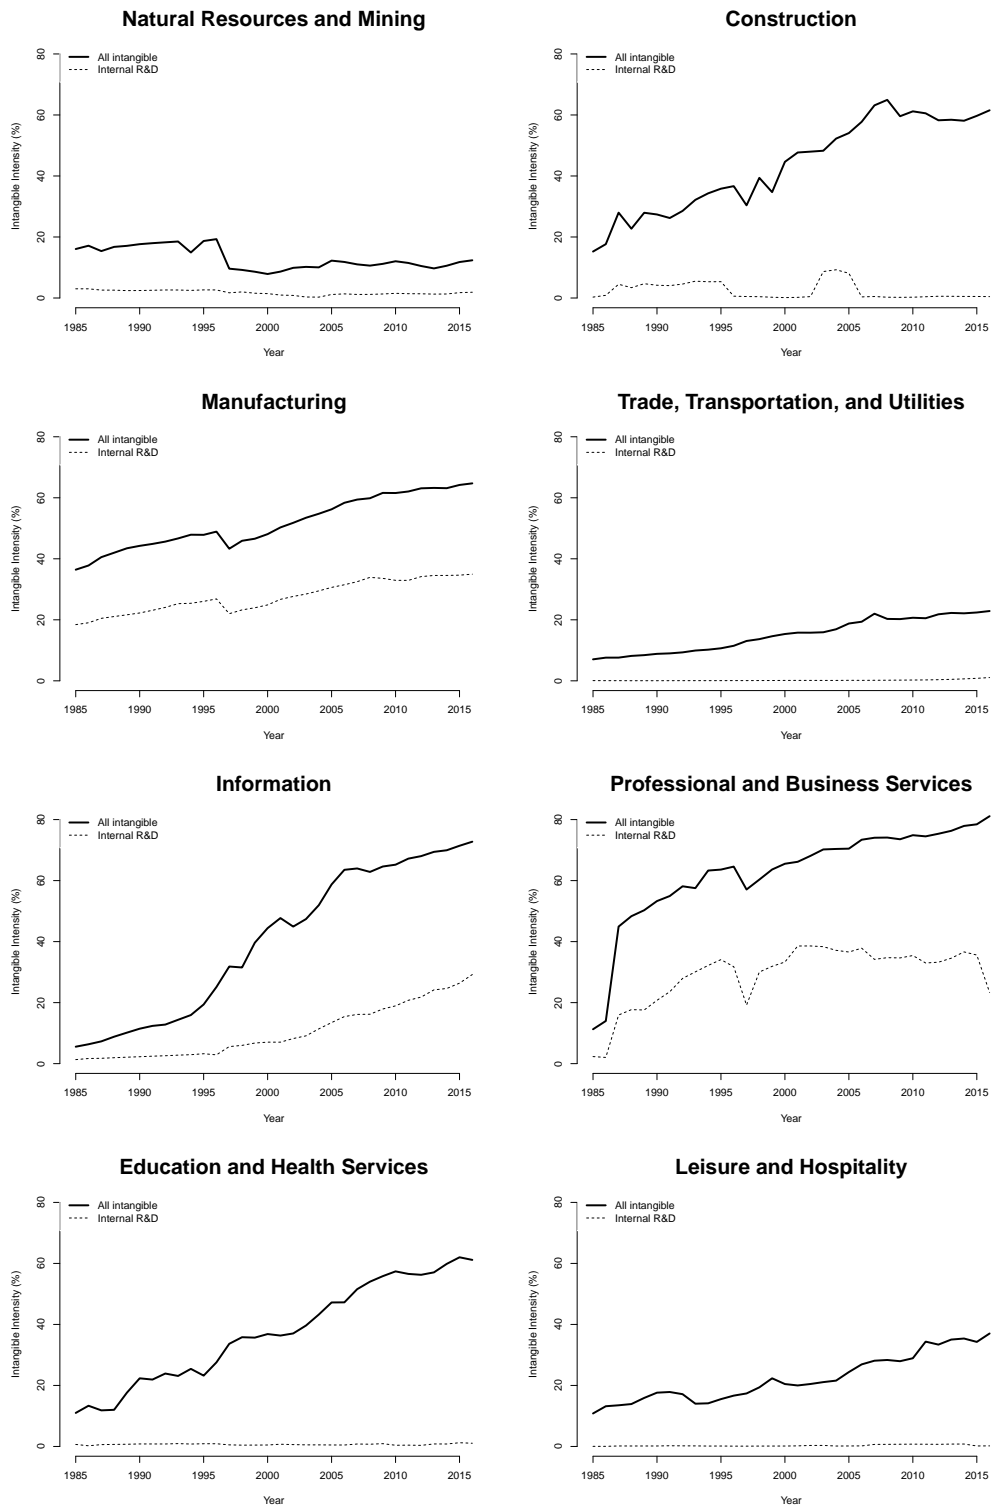 Natural Resources and Mining
All intangible
Internal R&D
Intangible Intensity (%)
0 20 40 60 80
1985 1990 1995 2000 2005 2010 2015
Year
Construction
All intangible
Internal R&D
Intangible Intensity (%)
0 20 40 60 80
1985 1990 1995 2000 2005 2010 2015
Year
Manufacturing
All intangible
Internal R&D
Intangible Intensity (%)
0 20 40 60 80
1985 1990 1995 2000 2005 2010 2015
Year
Trade, Transportation, and Utilities
All intangible
Internal R&D
Intangible Intensity (%)
0 20 40 60 80
1985 1990 1995 2000 2005 2010 2015
Year
Information
All intangible
Internal R&D
Intangible Intensity (%)
0 20 40 60 80
1985 1990 1995 2000 2005 2010 2015
Year
Professional and Business Services
All intangible
Internal R&D
Intangible Intensity (%)
0 20 40 60 80
1985 1990 1995 2000 2005 2010 2015
Year
Education and Health Services
All intangible
Internal R&D
Intangible Intensity (%)
0 20 40 60 80
1985 1990 1995 2000 2005 2010 2015
Year
Leisure and Hospitality
All intangible
Internal R&D
Intangible Intensity (%)
0 20 40 60 80
1985 1990 1995 2000 2005 2010 2015
Year